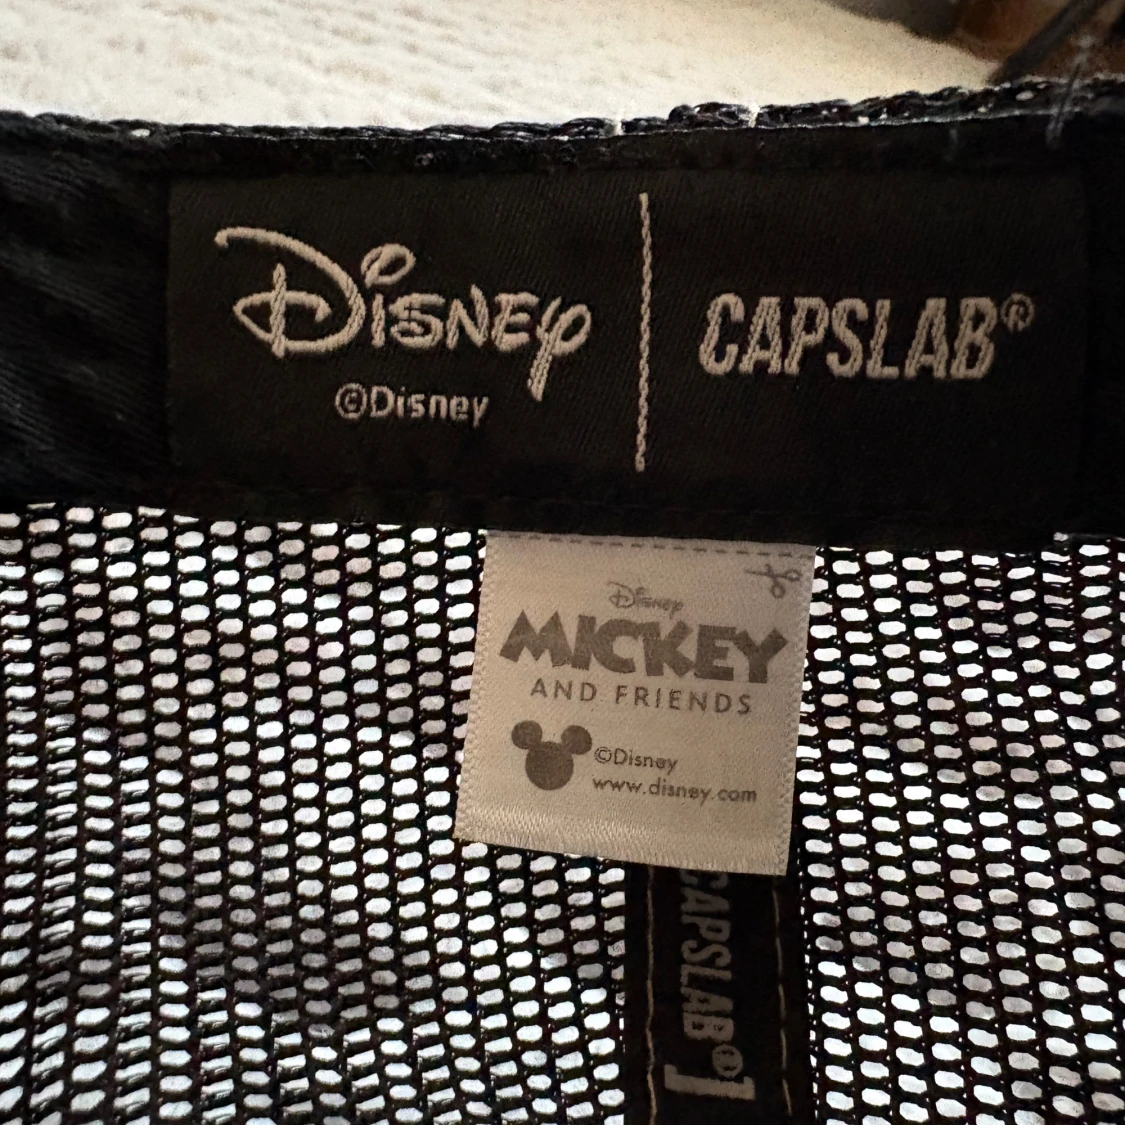 Disney
©Disney
CAPSLAB®
Disney
MICKEY
AND FRIENDS
©Disney
www.disney.com
CAPSLAB®]